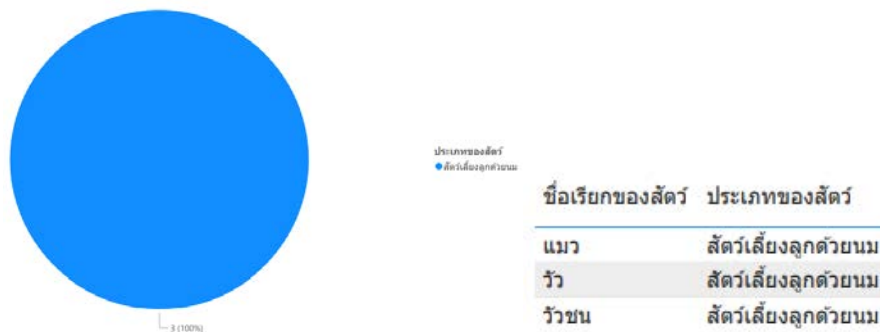 ประเภทของสัตว์
สัตว์เลี้ยงลูกด้วยนม
3 (100%)
ชื่อเรียกของสัตว์ ประเภทของสัตว์
แมว สัตว์เลี้ยงลูกด้วยนม
วัว สัตว์เลี้ยงลูกด้วยนม
วัวชน สัตว์เลี้ยงลูกด้วยนม